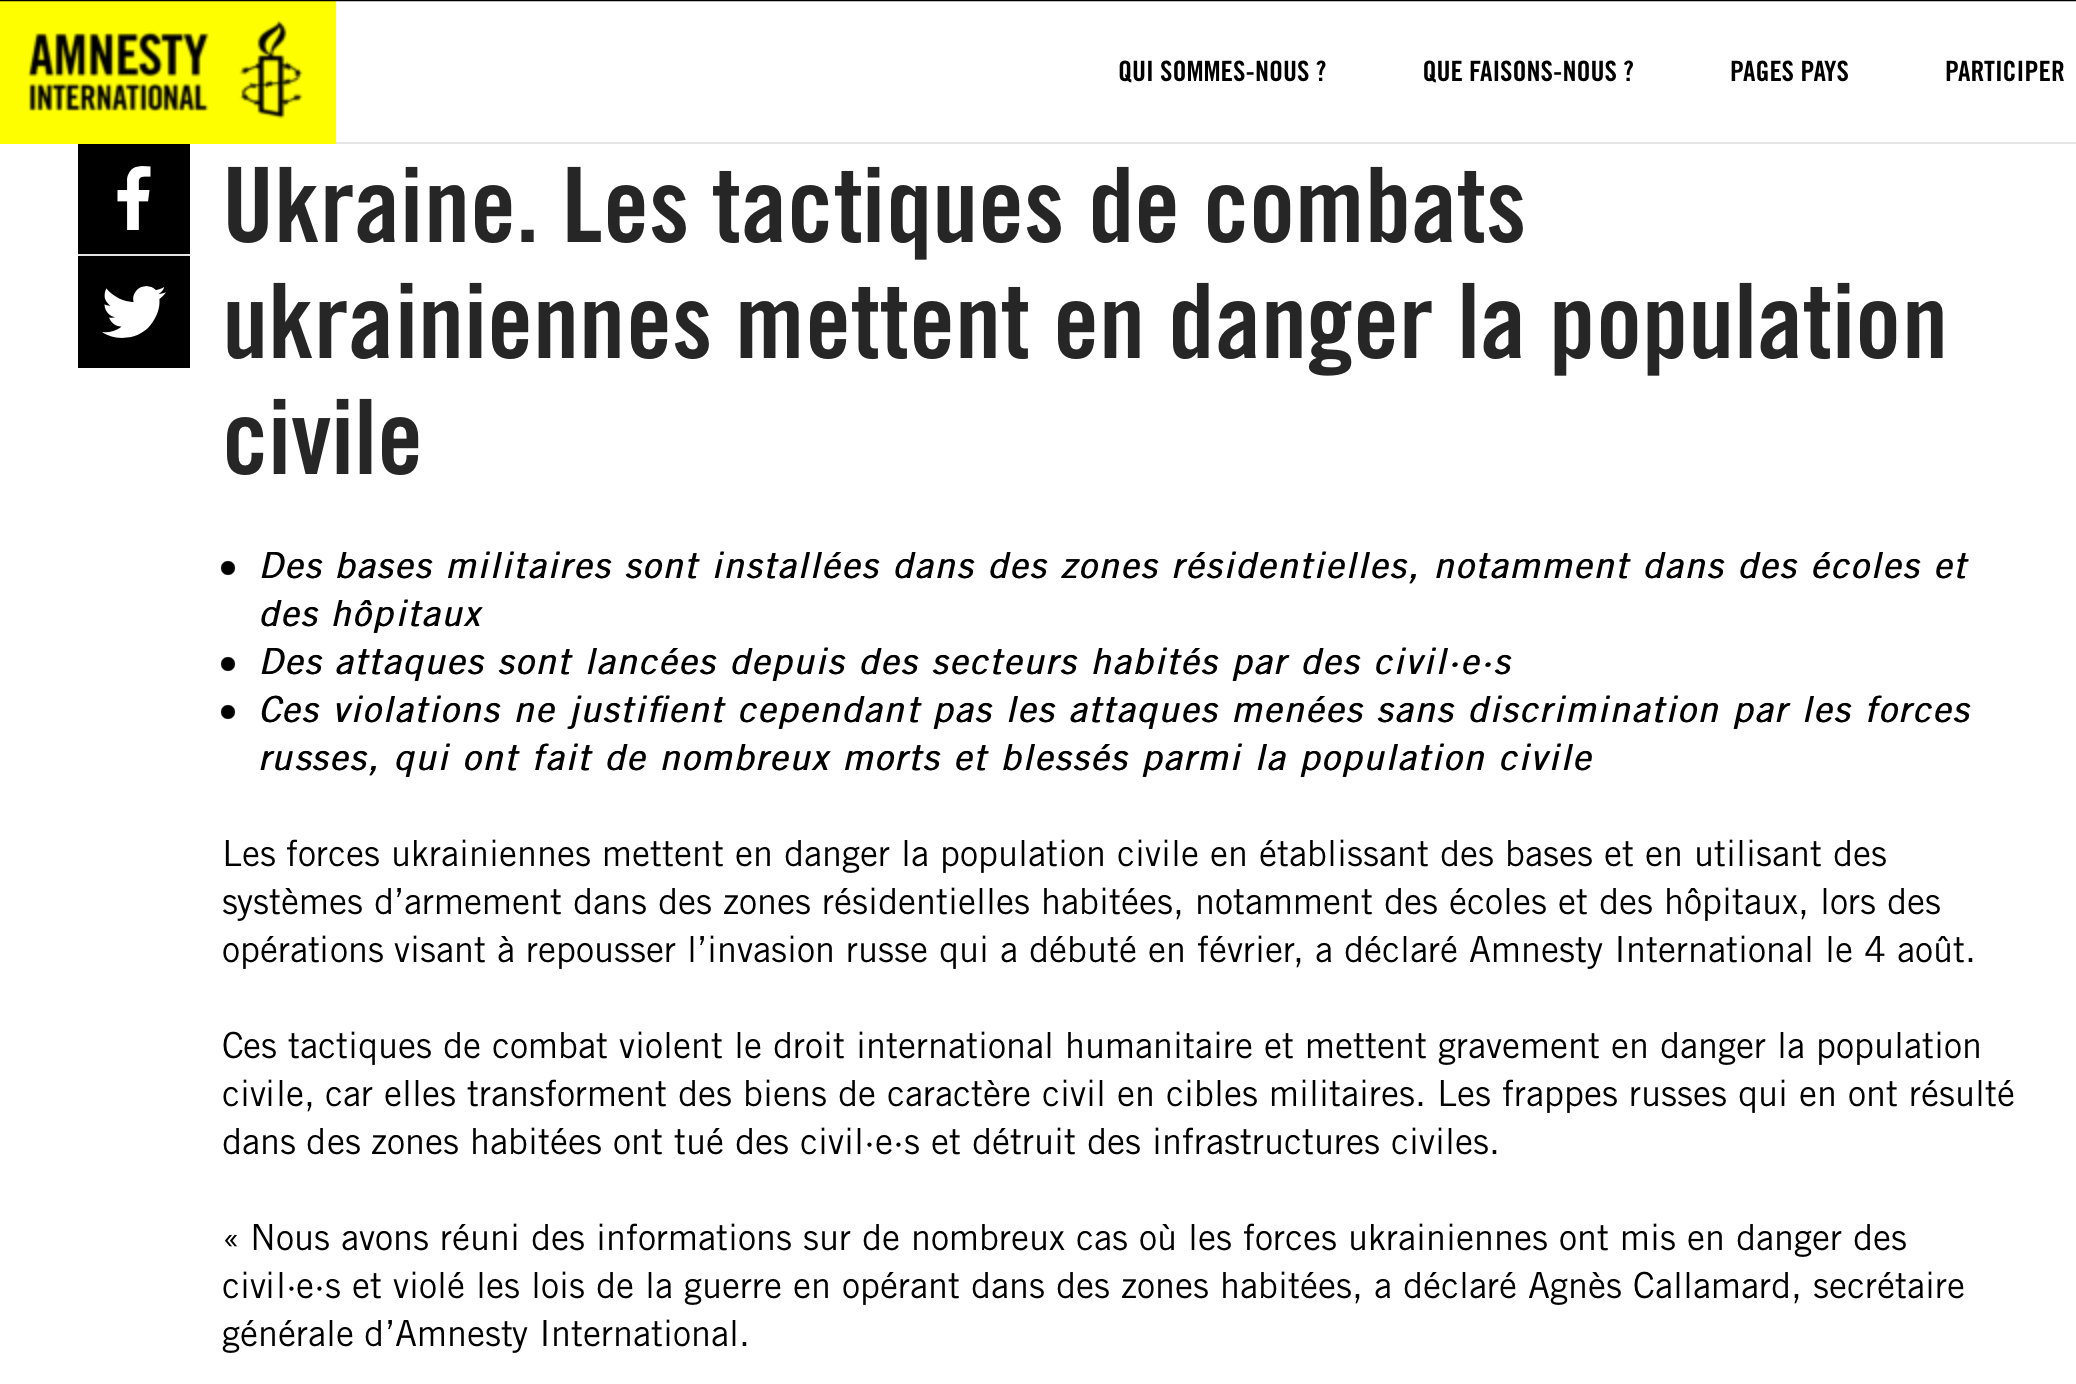 AMNESTY
INTERNATIONAL
QUI SOMMES-NOUS ? QUE FAISONS-NOUS ? PAGES PAYS PARTICIPER
Ukraine. Les tactiques de combats
ukrainiennes mettent en danger la population
civile
• Des bases militaires sont installées dans des zones résidentielles, notamment dans des écoles et
des hôpitaux
• Des attaques sont lancées depuis des secteurs habités par des civil·e·s
• Ces violations ne justifient cependant pas les attaques menées sans discrimination par les forces
russes, qui ont fait de nombreux morts et blessés parmi la population civile
Les forces ukrainiennes mettent en danger la population civile en établissant des bases et en utilisant des
systèmes d’armement dans des zones résidentielles habitées, notamment des écoles et des hôpitaux, lors des
opérations visant à repousser l’invasion russe qui a débuté en février, a déclaré Amnesty International le 4 août.
Ces tactiques de combat violent le droit international humanitaire et mettent gravement en danger la population
civile, car elles transforment des biens de caractère civil en cibles militaires. Les frappes russes qui en ont résulté
dans des zones habitées ont tué des civil·e·s et détruit des infrastructures civiles.
« Nous avons réuni des informations sur de nombreux cas où les forces ukrainiennes ont mis en danger des
civil·e·s et violé les lois de la guerre en opérant dans des zones habitées, a déclaré Agnès Callamard, secrétaire
générale d’Amnesty International.